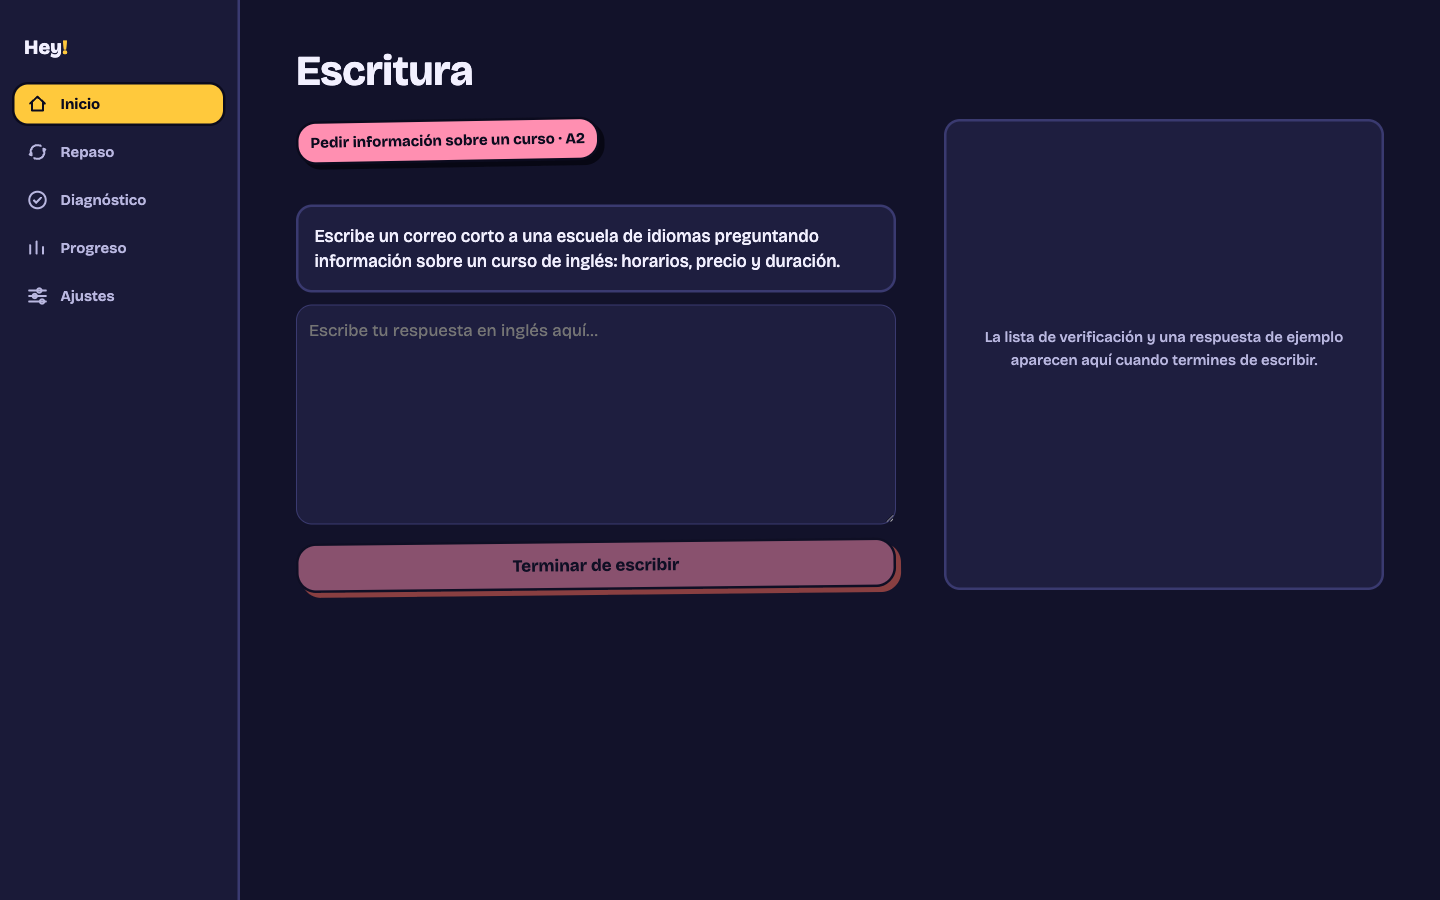 Hey!
Inicio
Repaso
Diagnóstico
Progreso
Ajustes
Escritura
Pedir información sobre un curso · A2
Escribe un correo corto a una escuela de idiomas preguntando
información sobre un curso de inglés: horarios, precio y duración.
Escribe tu respuesta en inglés aquí...
Terminar de escribir
La lista de verificación y una respuesta de ejemplo
aparecen aquí cuando termines de escribir.